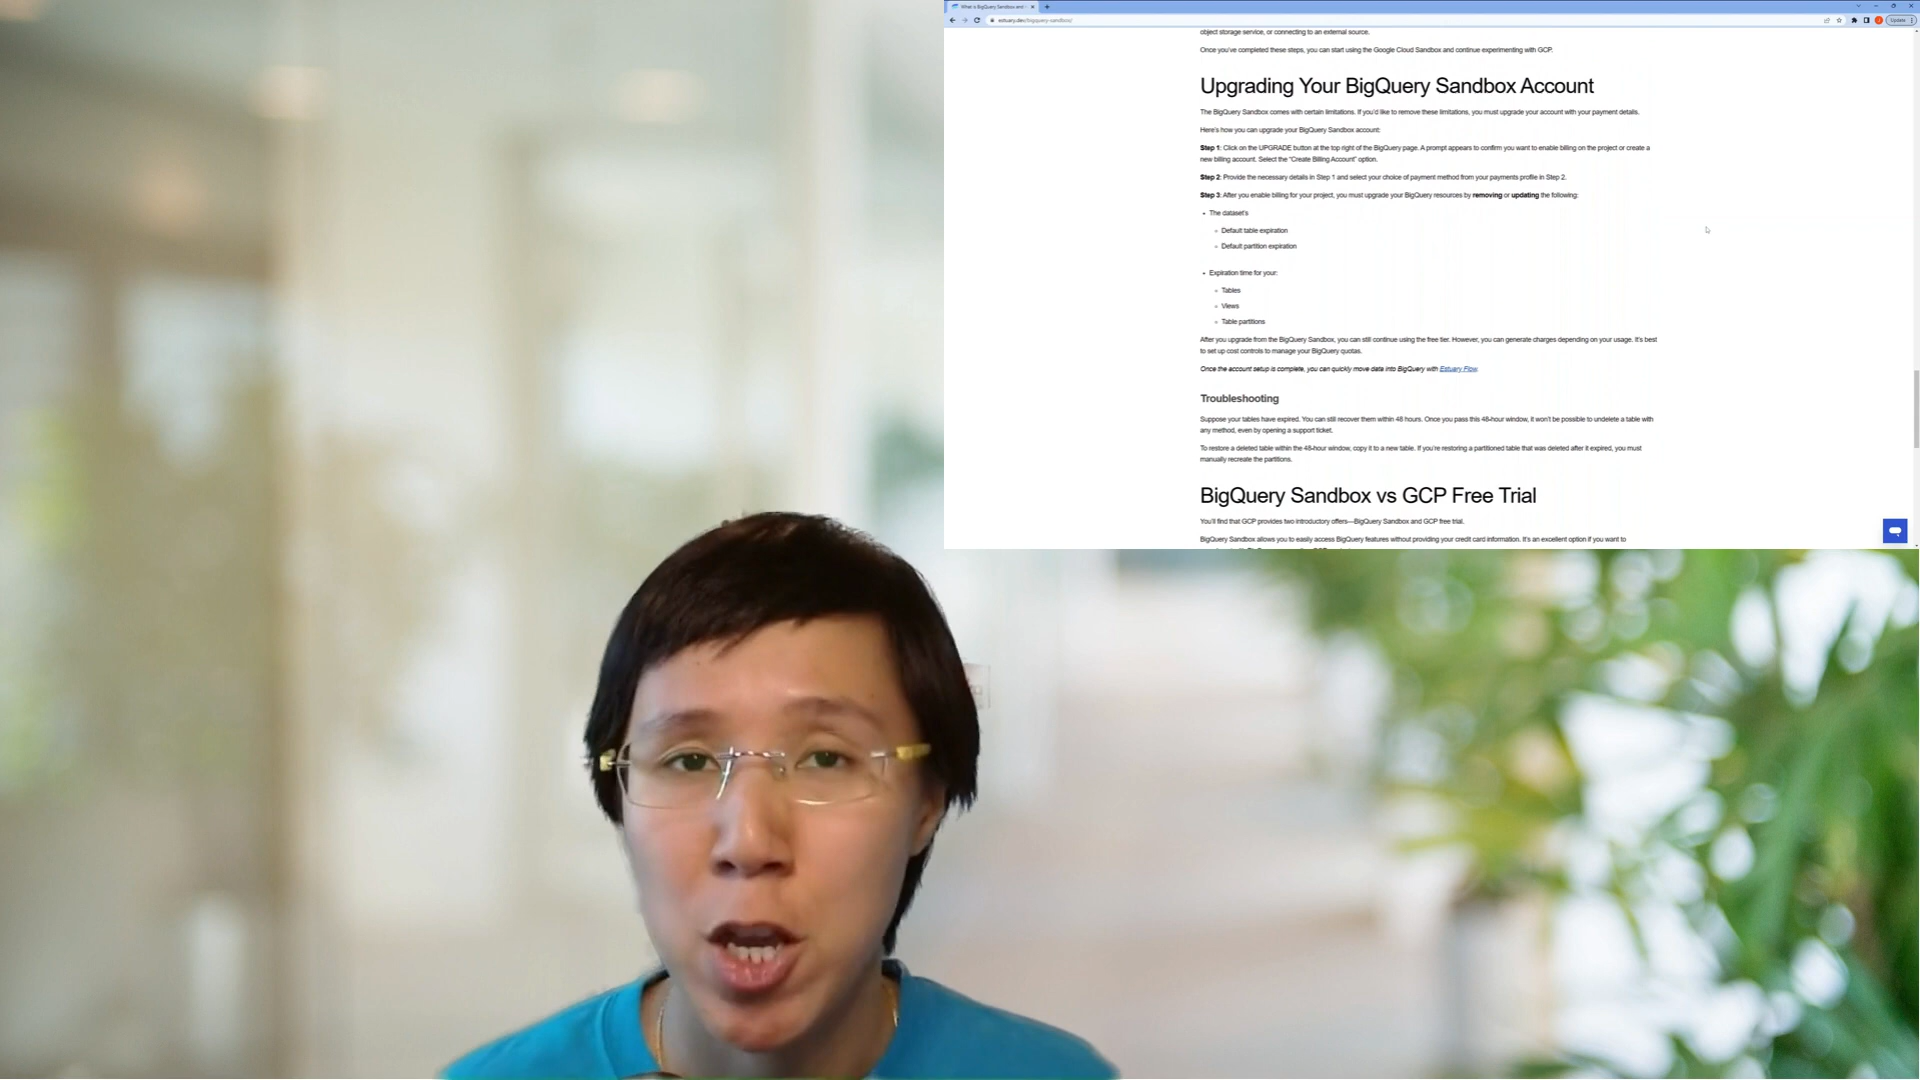 What is BigQuery Sandbox and
Update
estuary.dev/bigquery-sandbox/
object storage service, or connecting to an external source.
Once you've completed these steps, you can start using the Google Cloud Sandbox and continue experimenting with GCP.
Upgrading Your BigQuery Sandbox Account
The BigQuery Sandbox comes with certain limitations. If you'd like to remove these limitations, you must upgrade your account with your payment details.
Here's how you can upgrade your BigQuery Sandbox account:
Step 1: Click on the UPGRADE button at the top right of the BigQuery page. A prompt appears to confirm you want to enable billing on the project or create a
new billing account. Select the "Create Billing Account" option.
Step 2: Provide the necessary details in Step 1 and select your choice of payment method from your payments profile in Step 2.
Step 3: After you enable billing for your project, you must upgrade your BigQuery resources by removing or updating the following:
The dataset's
Default table expiration
Default partition expiration
Expiration time for your:
Tables
Views
Table partitions
After you upgrade from the BigQuery Sandbox, you can still continue using the free tier. However, you can generate charges depending on your usage. It's best
to set up cost controls to manage your BigQuery quotas.
Once the account setup is complete, you can quickly move data into BigQuery with Estuary Flow.
Troubleshooting
Suppose your tables have expired. You can still recover them within 48 hours. Once you pass this 48-hour window, it won't be possible to undelete a table with
any method, even by opening a support ticket.
To restore a deleted table within the 48-hour window, copy it to a new table. If you're restoring a partitioned table that was deleted after it expired, you must
manually recreate the partitions.
BigQuery Sandbox vs GCP Free Trial
You'll find that GCP provides two introductory offers—BigQuery Sandbox and GCP free trial.
BigQuery Sandbox allows you to easily access BigQuery features without providing your credit card information. It's an excellent option if you want to